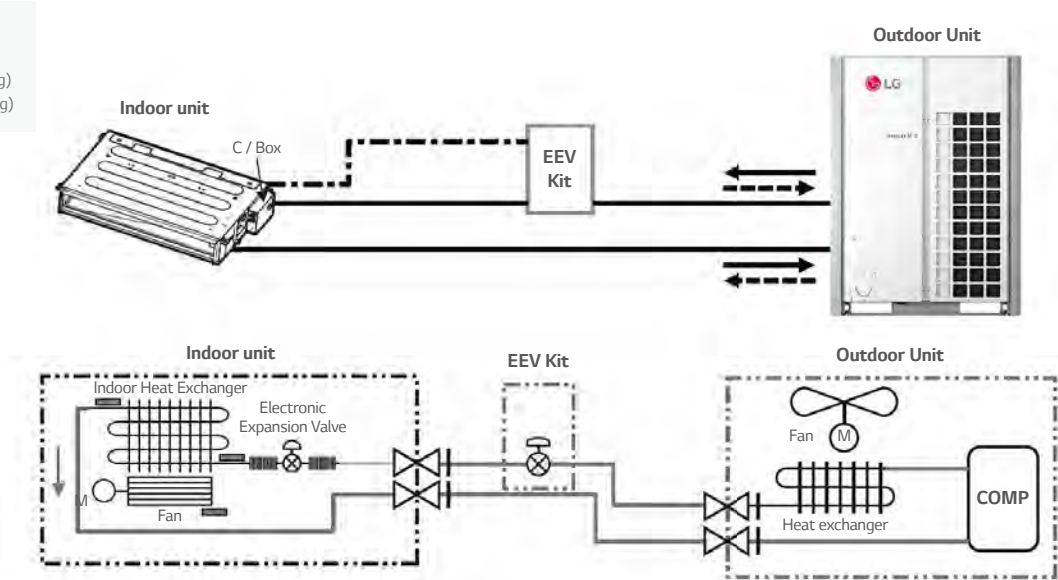 g)
g)
Outdoor Unit
LG
Indoor unit
C / Box
EEV
Kit
Indoor unit
EEV Kit
Outdoor Unit
Indoor Heat Exchanger
Electronic
Expansion Valve
Fan
M
M
Fan
COMP
Heat exchanger